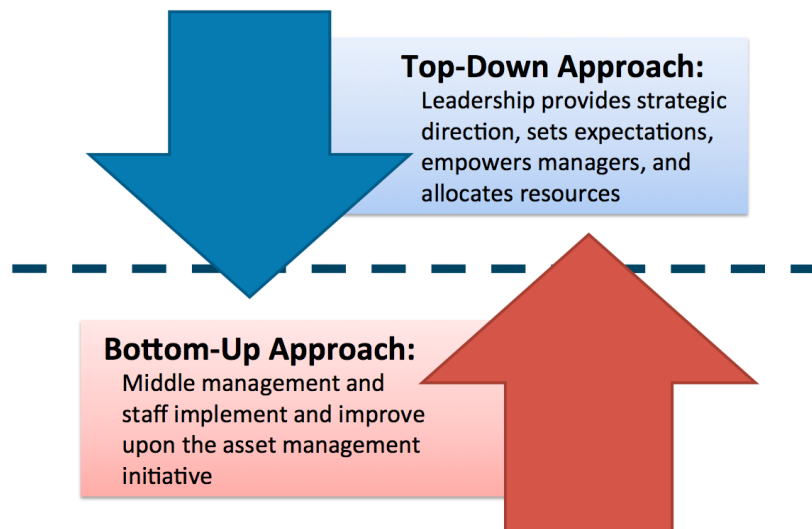 Top-Down Approach:
Leadership provides strategic
direction, sets expectations,
empowers managers, and
allocates resources
Bottom-Up Approach:
Middle management and
staff implement and improve
upon the asset management
initiative